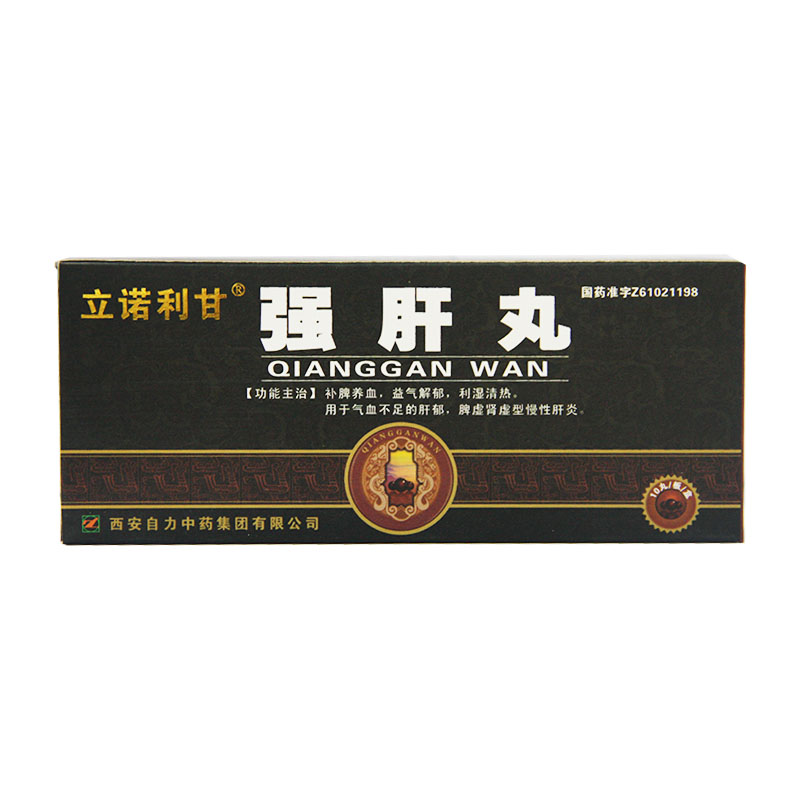 立诺利甘®
强肝丸
国药准字Z61021198
QIANGGAN WAN
【功能主治】补脾养血，益气解郁，利湿清热。
用于气血不足的肝郁，脾虚肾虚型慢性肝炎。
QIANGGANWAN
10丸/板/盒
西安自力中药集团有限公司